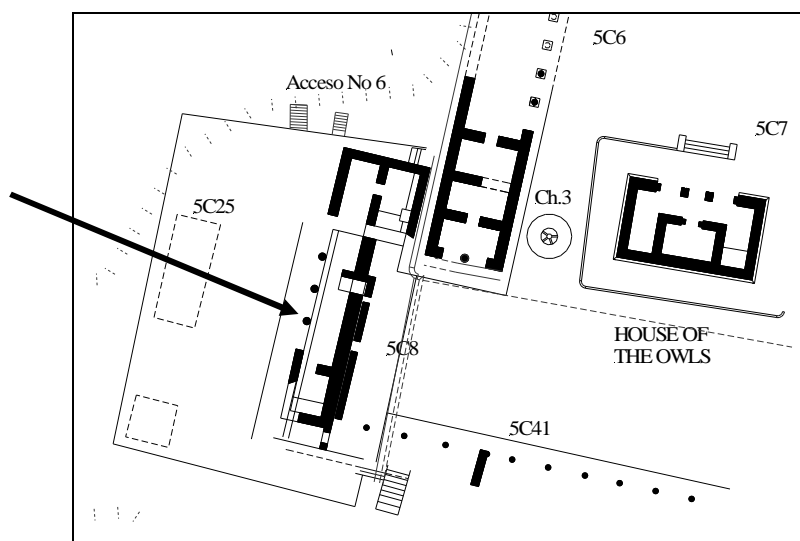 5C6
Acceso No 6
5C7
5C25
Ch.3
HOUSE OF
THE OWLS
5C8
5C41